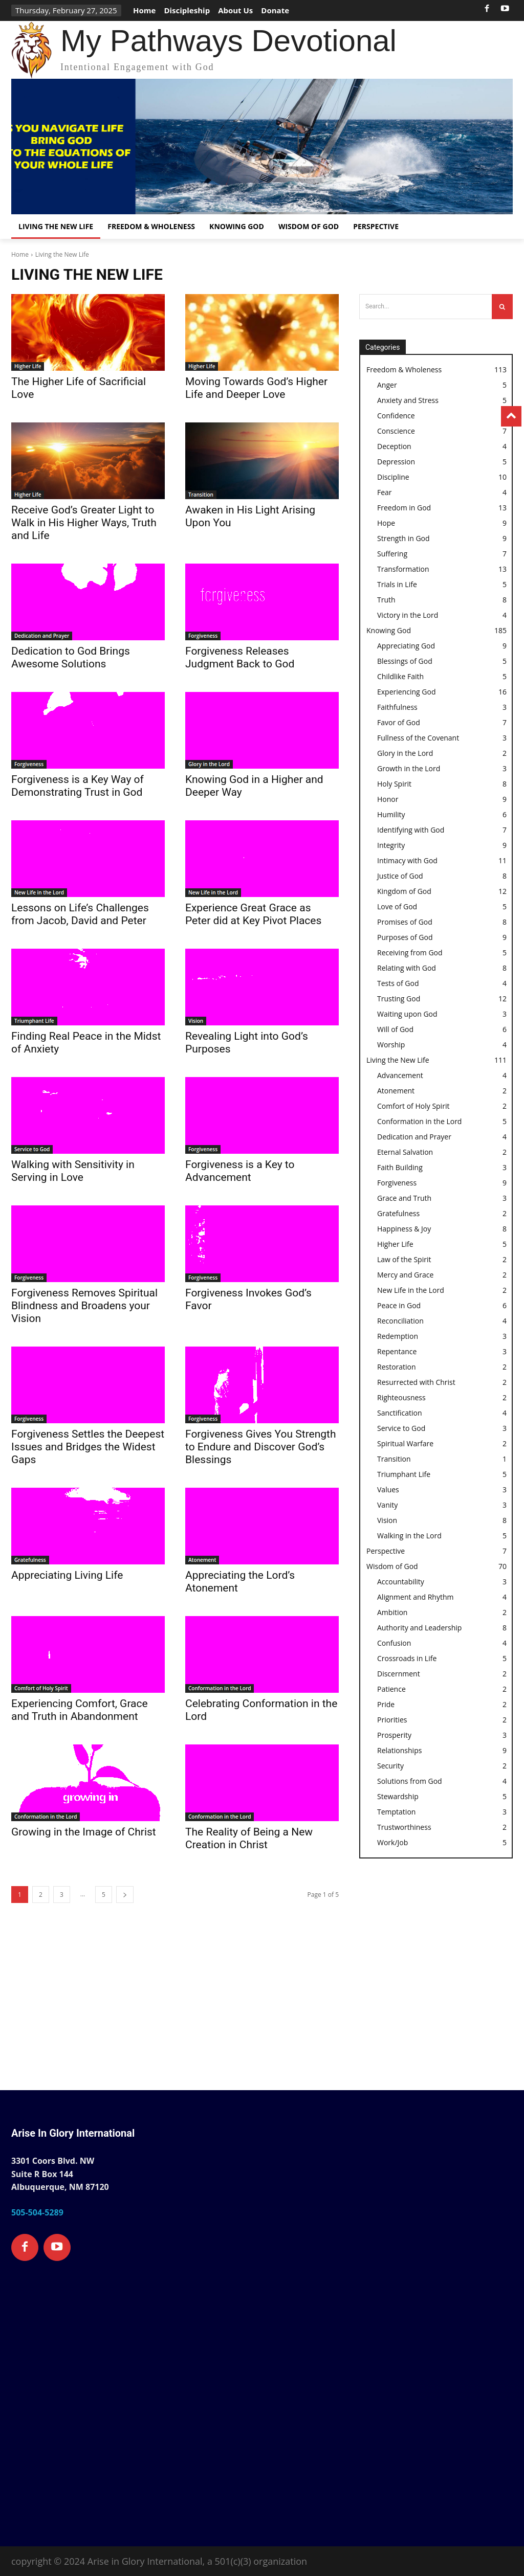 Thursday, February 27, 2025
Home Discipleship About Us Donate
My Pathways Devotional
Intentional Engagement with God
S YOU NAVIGATE LIFE
BRING GOD
TO THE EQUATIONS OF
YOUR WHOLE LIFE
LIVING THE NEW LIFE FREEDOM & WHOLENESS KNOWING GOD WISDOM OF GOD PERSPECTIVE
Home › Living the New Life
LIVING THE NEW LIFE
Higher Life
The Higher Life of Sacrificial
Love
Higher Life
Moving Towards God's Higher
Life and Deeper Love
Higher Life
Receive God's Greater Light to
Walk in His Higher Ways, Truth
and Life
Transition
Awaken in His Light Arising
Upon You
Dedication and Prayer
Dedication to God Brings
Awesome Solutions
forgiveness
Forgiveness
Forgiveness Releases
Judgment Back to God
Forgiveness
Forgiveness is a Key Way of
Demonstrating Trust in God
Glory in the Lord
Knowing God in a Higher and
Deeper Way
New Life in the Lord
Lessons on Life's Challenges
from Jacob, David and Peter
New Life in the Lord
Experience Great Grace as
Peter did at Key Pivot Places
Triumphant Life
Finding Real Peace in the Midst
of Anxiety
Vision
Revealing Light into God's
Purposes
Service to God
Walking with Sensitivity in
Serving in Love
Forgiveness
Forgiveness is a Key to
Advancement
Forgiveness
Forgiveness Removes Spiritual
Blindness and Broadens your
Vision
Forgiveness
Forgiveness Invokes God's
Favor
Forgiveness
Forgiveness Settles the Deepest
Issues and Bridges the Widest
Gaps
Forgiveness
Forgiveness Gives You Strength
to Endure and Discover God's
Blessings
Gratefulness
Appreciating Living Life
Atonement
Appreciating the Lord's
Atonement
Comfort of Holy Spirit
Experiencing Comfort, Grace
and Truth in Abandonment
Conformation in the Lord
Celebrating Conformation in the
Lord
growing in
Conformation in the Lord
Growing in the Image of Christ
Conformation in the Lord
The Reality of Being a New
Creation in Christ
1 2 3 ... 5
Page 1 of 5
Search...
Categories
Freedom & Wholeness 113
Anger 5
Anxiety and Stress 5
Confidence
Conscience 7
Deception 4
Depression 5
Discipline 10
Fear 4
Freedom in God 13
Hope 9
Strength in God 9
Suffering 7
Transformation 13
Trials in Life 5
Truth 8
Victory in the Lord 4
Knowing God 185
Appreciating God 9
Blessings of God 5
Childlike Faith 5
Experiencing God 16
Faithfulness 3
Favor of God 7
Fullness of the Covenant 3
Glory in the Lord 2
Growth in the Lord 3
Holy Spirit 8
Honor 9
Humility 6
Identifying with God 7
Integrity 9
Intimacy with God 11
Justice of God 8
Kingdom of God 12
Love of God 5
Promises of God 8
Purposes of God 9
Receiving from God 5
Relating with God 8
Tests of God 4
Trusting God 12
Waiting upon God 3
Will of God 6
Worship 4
Living the New Life 111
Advancement 4
Atonement 2
Comfort of Holy Spirit 2
Conformation in the Lord 5
Dedication and Prayer 4
Eternal Salvation 2
Faith Building 3
Forgiveness 9
Grace and Truth 3
Gratefulness 2
Happiness & Joy 8
Higher Life 5
Law of the Spirit 2
Mercy and Grace 2
New Life in the Lord 2
Peace in God 6
Reconciliation 4
Redemption 3
Repentance 3
Restoration 2
Resurrected with Christ 2
Righteousness 2
Sanctification 4
Service to God 3
Spiritual Warfare 2
Transition 1
Triumphant Life 5
Values 3
Vanity 3
Vision 8
Walking in the Lord 5
Perspective 7
Wisdom of God 70
Accountability 3
Alignment and Rhythm 4
Ambition 2
Authority and Leadership 8
Confusion 4
Crossroads in Life 5
Discernment 4
Patience 2
Pride 2
Priorities 2
Prosperity 3
Relationships 9
Security 2
Solutions from God 2
Stewardship 5
Temptation 3
Trustworthiness 2
Work/Job 5
Arise In Glory International
3301 Coors Blvd. NW
Suite R Box 144
Albuquerque, NM 87120
505-504-5289
copyright © 2024 Arise in Glory International, a 501(c)(3) organization